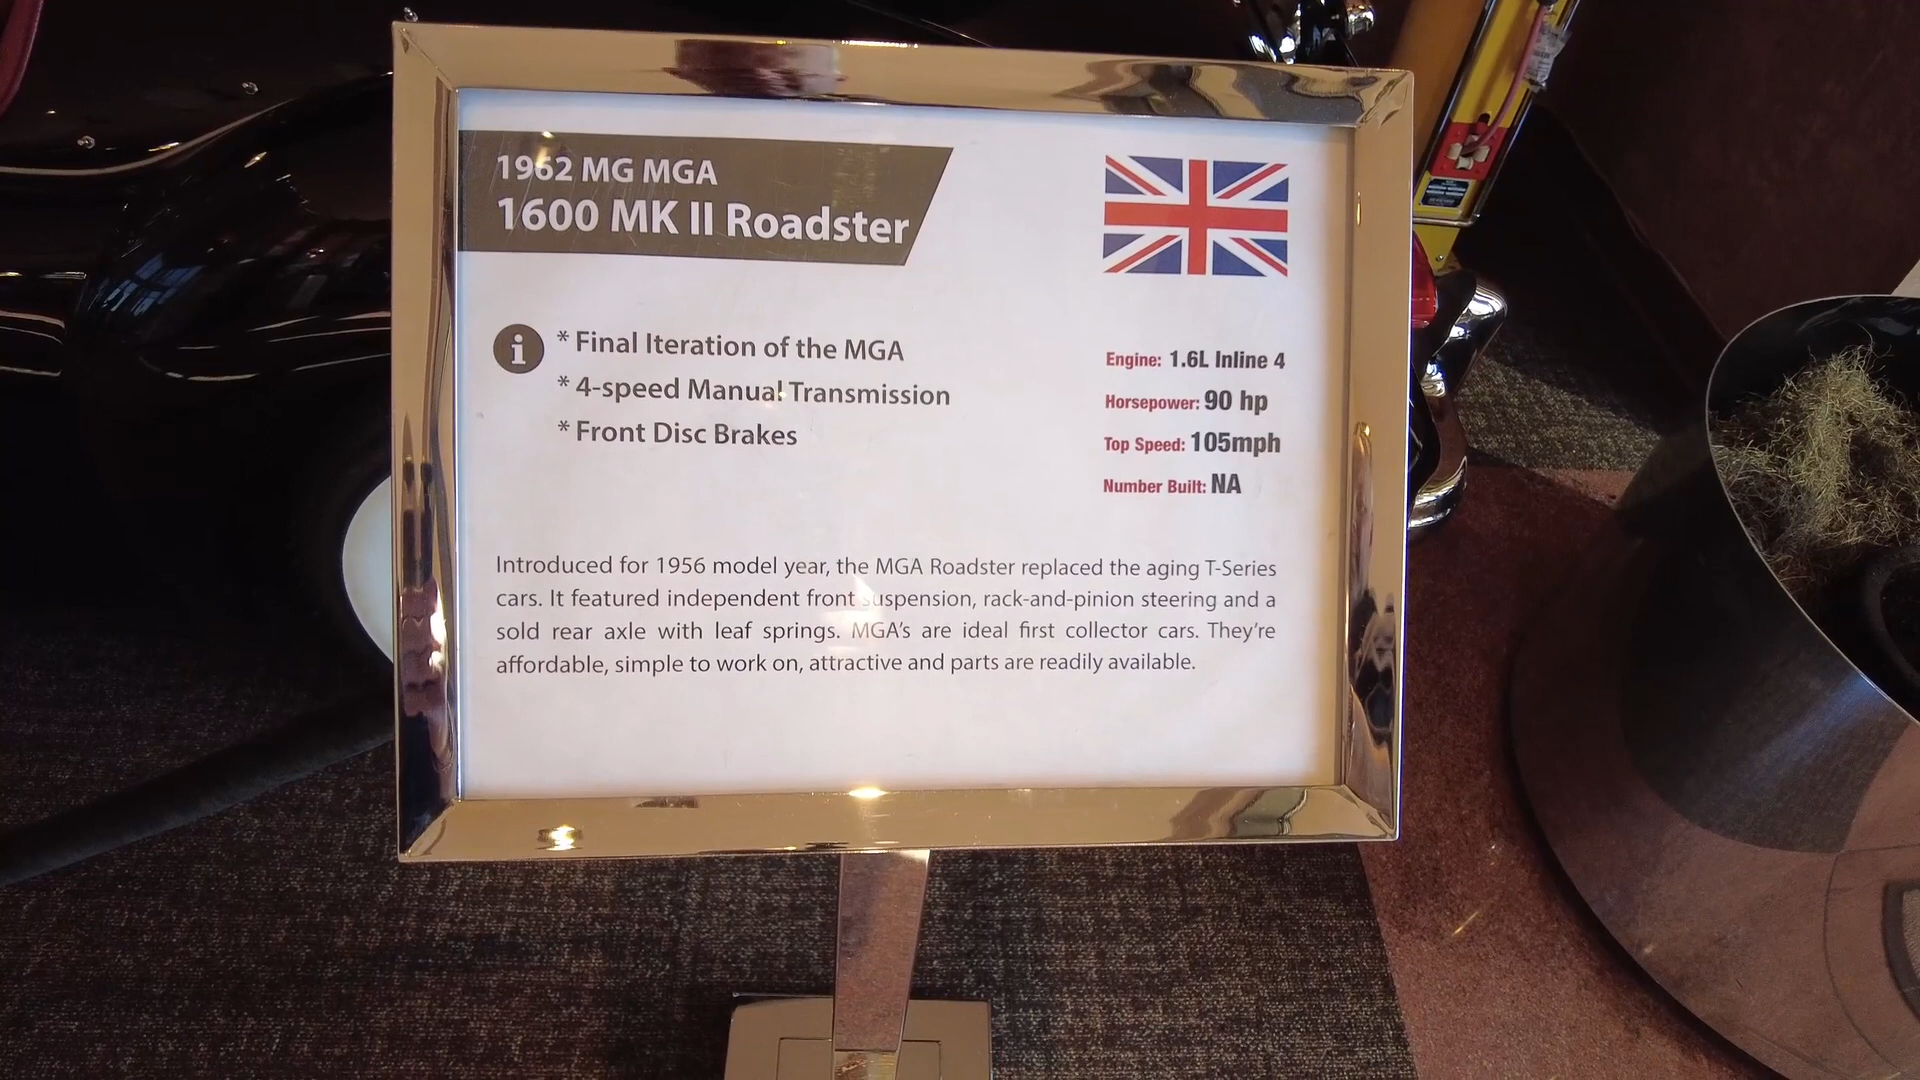 1962 MG MGA
1600 MK II Roadster
i
* Final Iteration of the MGA
* 4-speed Manual Transmission
* Front Disc Brakes
Engine: 1.6L Inline 4
Horsepower: 90 hp
Top Speed: 105mph
Number Built: NA
Introduced for 1956 model year, the MGA Roadster replaced the aging T-Series
cars. It featured independent front suspension, rack-and-pinion steering and a
sold rear axle with leaf springs. MGA's are ideal first collector cars. They're
affordable, simple to work on, attractive and parts are readily available.